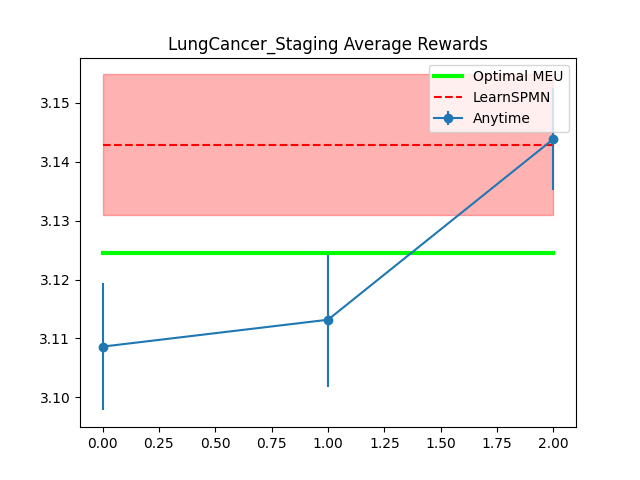 LungCancer_Staging Average Rewards
Optimal MEU
LearnSPMN
Anytime
3.15
3.14
3.13
3.12
3.11
3.10
0.00 0.25 0.50 0.75 1.00 1.25 1.50 1.75 2.00